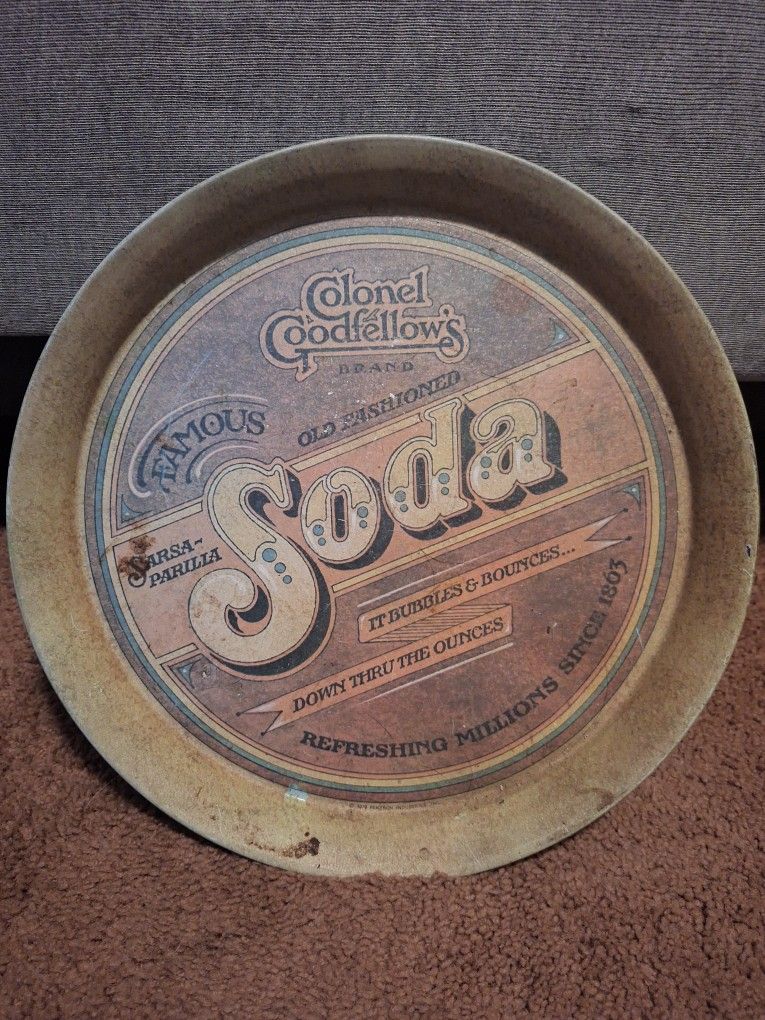 Colonel
Goodfellow's
BRAND
FAMOUS
OLD FASHIONED
Soda
SARSA-
PARILIA
IT BUBBLES & BOUNCES...
DOWN THRU THE OUNCES
REFRESHING MILLIONS SINCE 1863